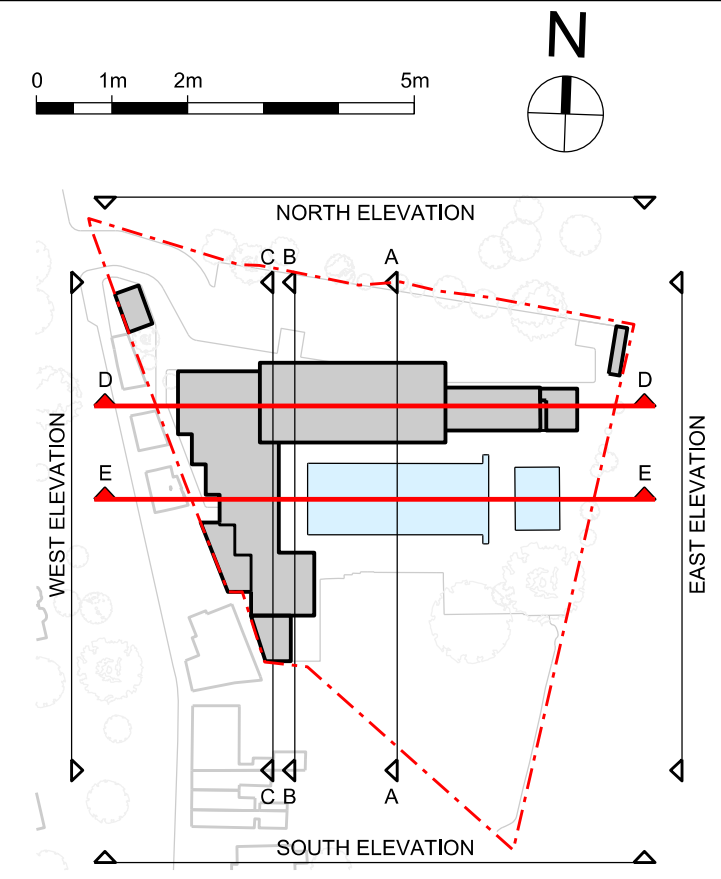 N
0 1m 2m 5m
NORTH ELEVATION
C B A
D D
E E
WEST ELEVATION
EAST ELEVATION
C B A
SOUTH ELEVATION